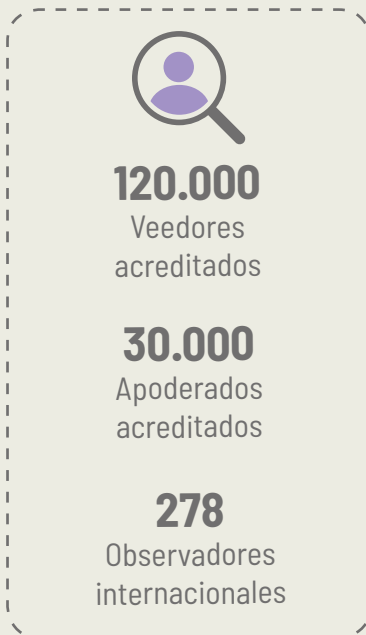 120.000
Veedores
acreditados
30.000
Apoderados
acreditados
278
Observadores
internacionales